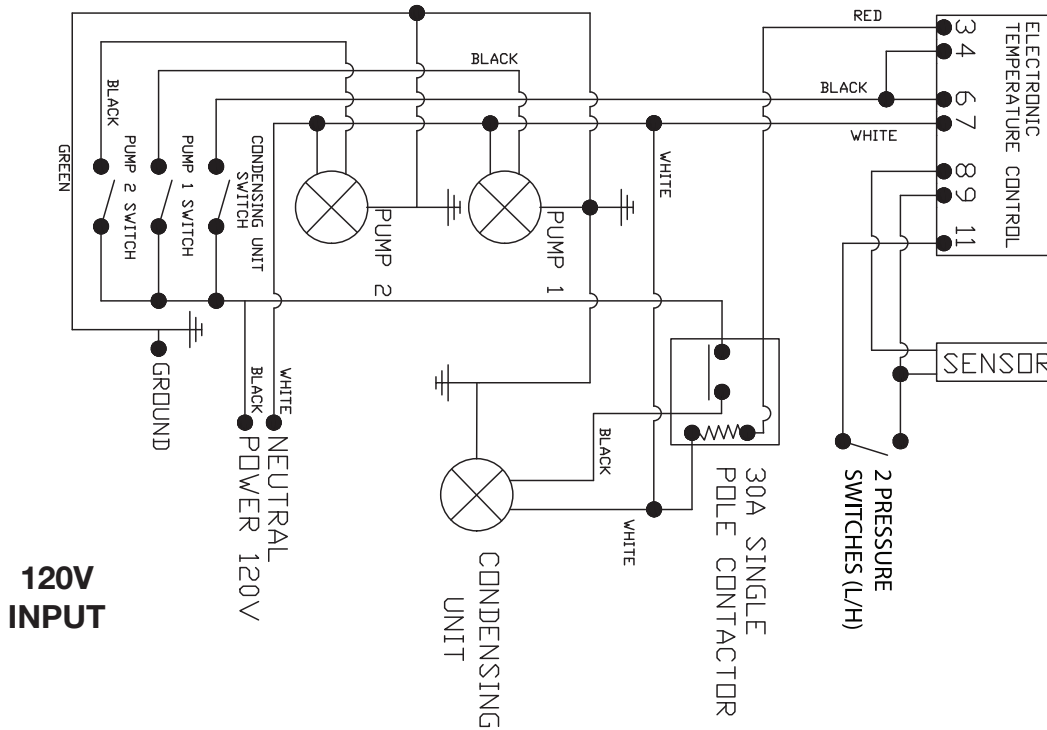 RED
BLACK
BLACK
WHITE
3
4
6
7
8
9
11
ELECTRONIC
TEMPERATURE CONTROL
GREEN
BLACK
PUMP 2 SWITCH
PUMP 1 SWITCH
CONDENSING UNIT
SWITCH
PUMP 2
PUMP 1
WHITE
SENSOR
GROUND
BLACK
WHITE
POWER 120V
NEUTRAL
BLACK
WHITE
30A SINGLE
POLE CONTACTOR
2 PRESSURE
SWITCHES (L/H)
CONDENSING
UNIT
120V
INPUT